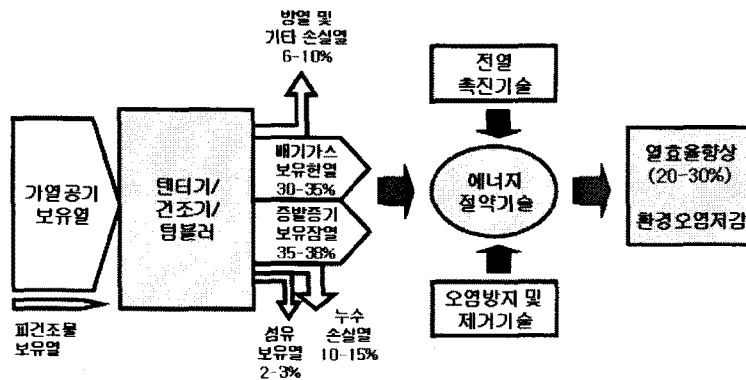 방열 및
기타 손실열
6-10%
전열
촉진기술
가열공기
보유열
텐터기/
건조기/
텀블러
배기가스
보유현열
30-35%
증발증기
보유잠열
35-38%
에너지
절약기술
열효율향상
(20-30%)
환경오염저감
피건조물
보유열
섬유
보유열
2-3%
누수
손실열
10-15%
오염방지 및
제거기술